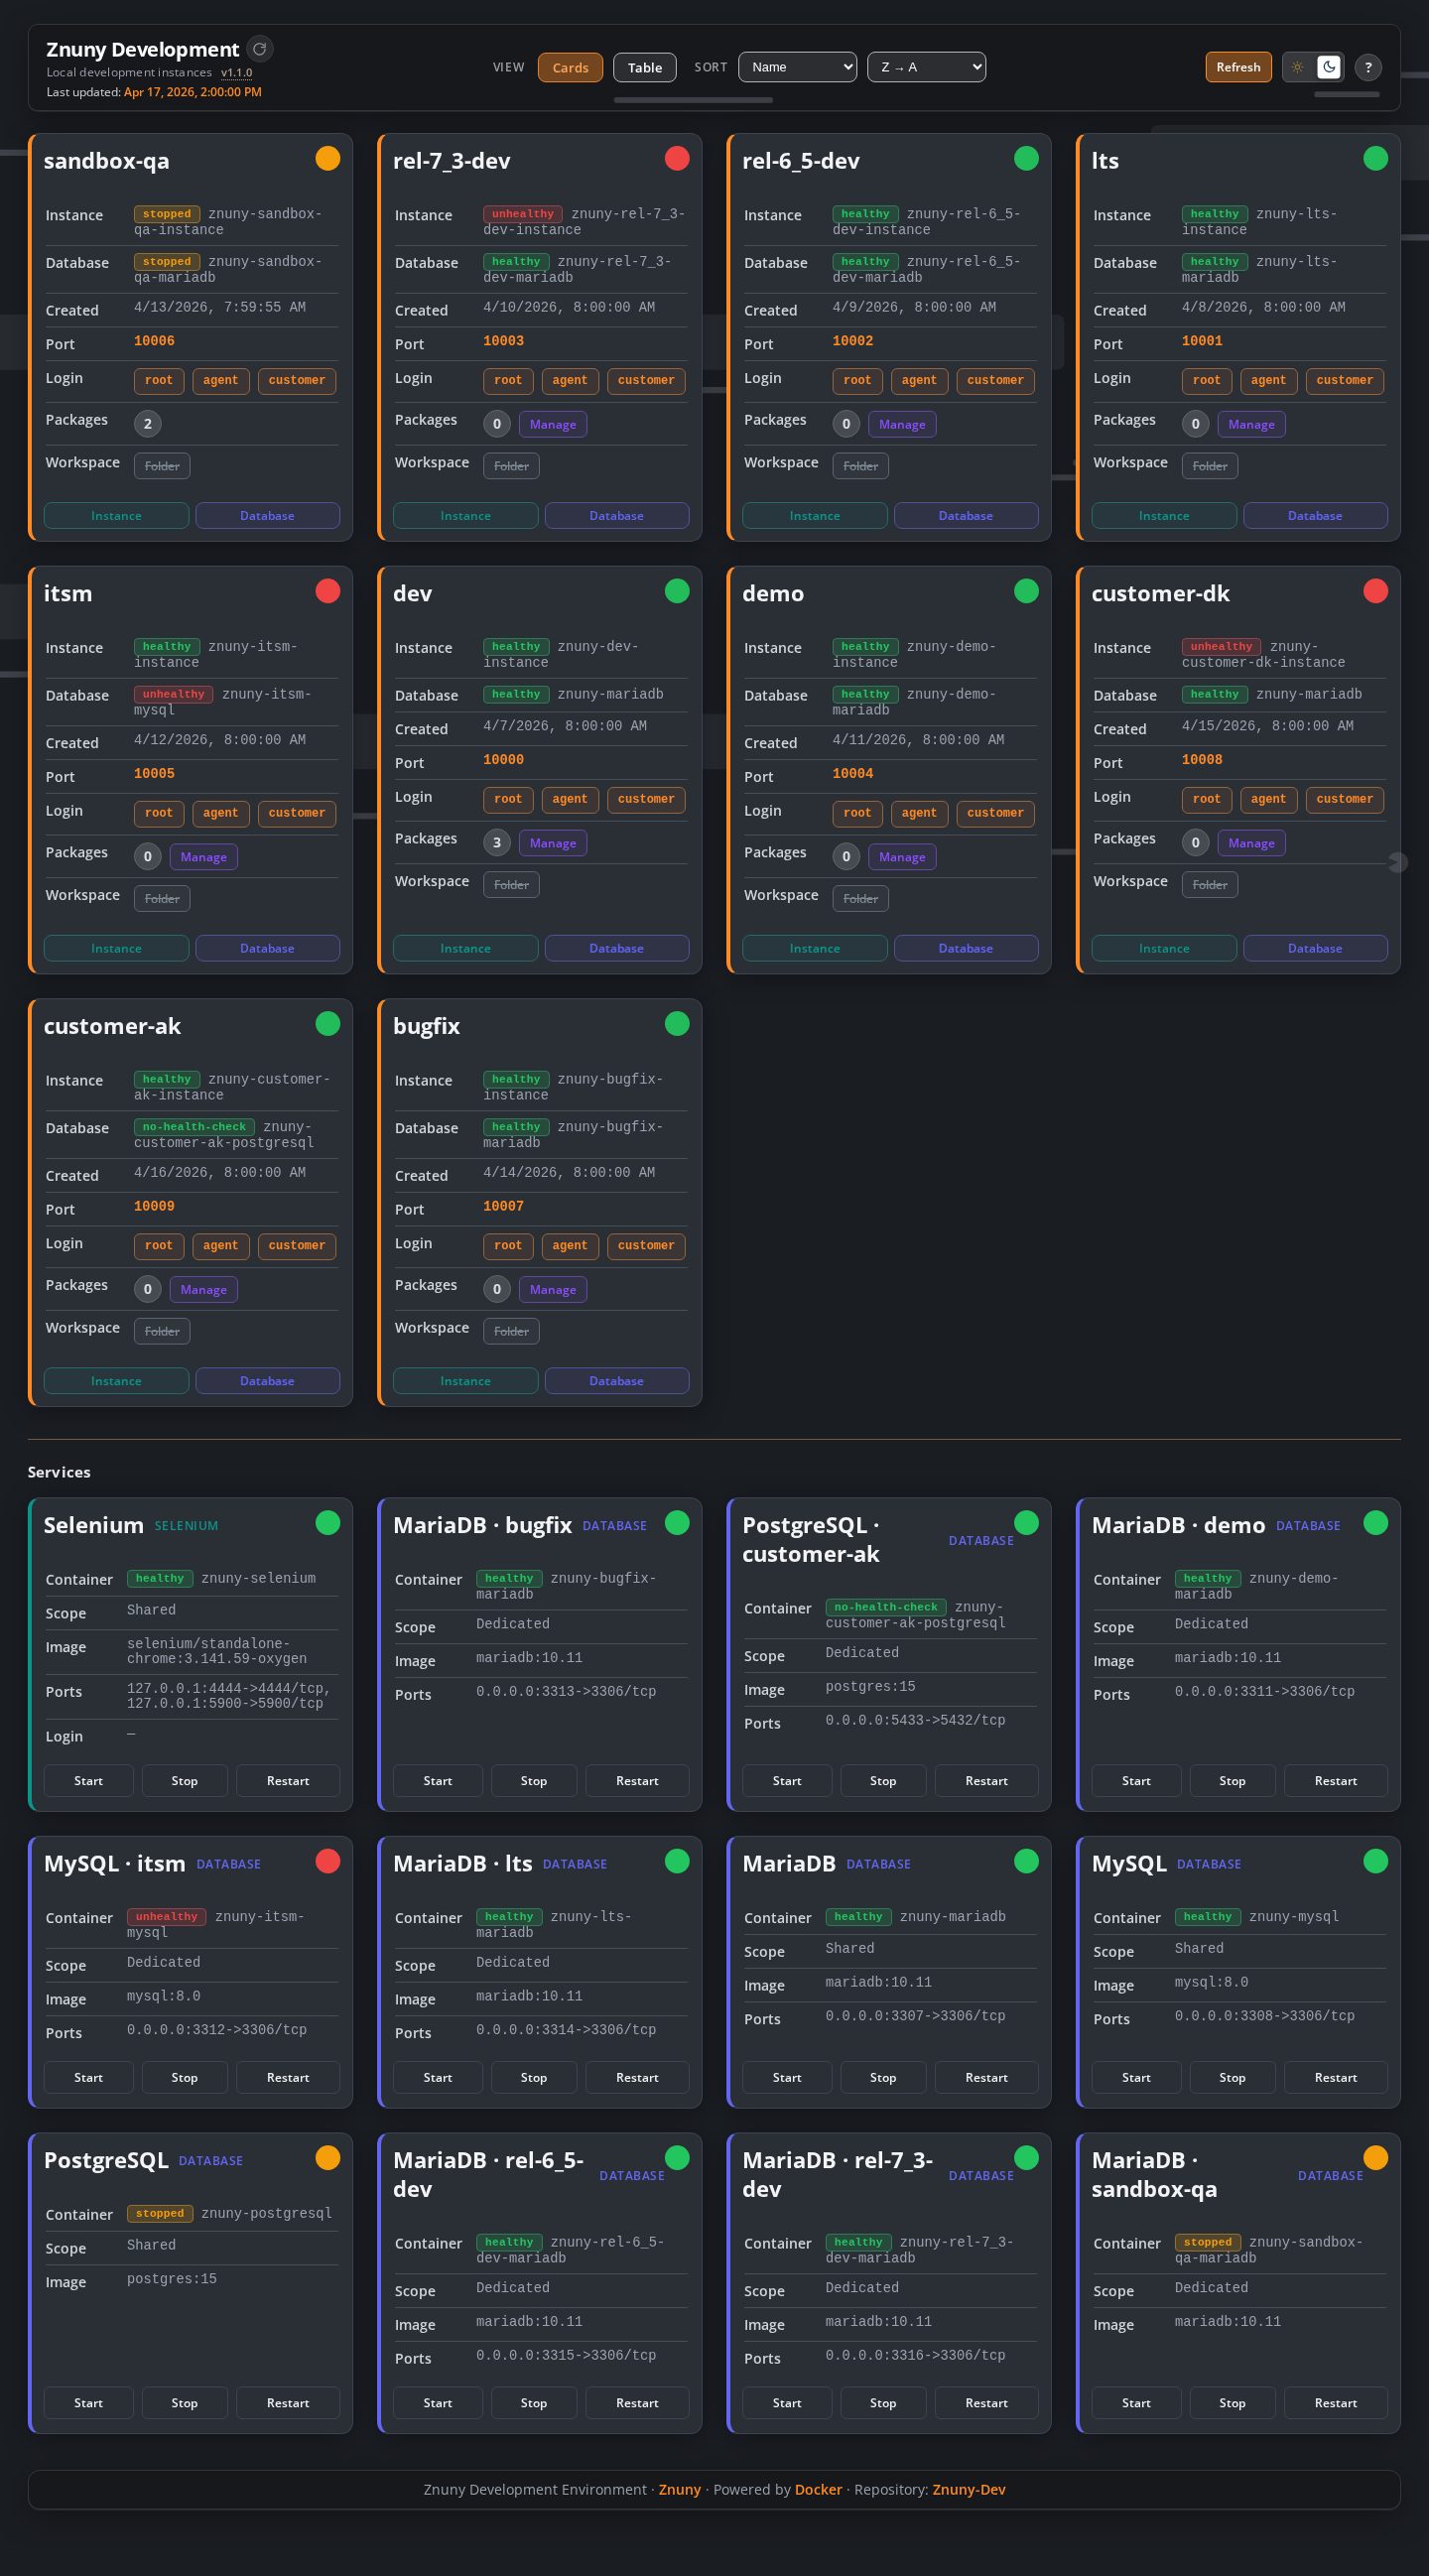 Znuny Development
Local development instances v1.1.0
Last updated: Apr 17, 2026, 2:00:00 PM
VIEW Cards Table SORT Name Z → A
Refresh ?
sandbox-qa
Instance stopped znuny-sandbox-
qa-instance
Database stopped znuny-sandbox-
qa-mariadb
Created 4/13/2026, 7:59:55 AM
Port 10006
Login root agent customer
Packages 2
Workspace Folder
Instance Database
rel-7_3-dev
Instance unhealthy znuny-rel-7_3-
dev-instance
Database healthy znuny-rel-7_3-
dev-mariadb
Created 4/10/2026, 8:00:00 AM
Port 10003
Login root agent customer
Packages 0 Manage
Workspace Folder
Instance Database
rel-6_5-dev
Instance healthy znuny-rel-6_5-
dev-instance
Database healthy znuny-rel-6_5-
dev-mariadb
Created 4/9/2026, 8:00:00 AM
Port 10002
Login root agent customer
Packages 0 Manage
Workspace Folder
Instance Database
lts
Instance healthy znuny-lts-
instance
Database healthy znuny-lts-
mariadb
Created 4/8/2026, 8:00:00 AM
Port 10001
Login root agent customer
Packages 0 Manage
Workspace Folder
Instance Database
itsm
Instance healthy znuny-itsm-
instance
Database unhealthy znuny-itsm-
mysql
Created 4/12/2026, 8:00:00 AM
Port 10005
Login root agent customer
Packages 0 Manage
Workspace Folder
Instance Database
dev
Instance healthy znuny-dev-
instance
Database healthy znuny-mariadb
Created 4/7/2026, 8:00:00 AM
Port 10000
Login root agent customer
Packages 3 Manage
Workspace Folder
Instance Database
demo
Instance healthy znuny-demo-
instance
Database healthy znuny-demo-
mariadb
Created 4/11/2026, 8:00:00 AM
Port 10004
Login root agent customer
Packages 0 Manage
Workspace Folder
Instance Database
customer-dk
Instance unhealthy znuny-
customer-dk-instance
Database healthy znuny-mariadb
Created 4/15/2026, 8:00:00 AM
Port 10008
Login root agent customer
Packages 0 Manage
Workspace Folder
Instance Database
customer-ak
Instance healthy znuny-customer-
ak-instance
Database no-health-check znuny-
customer-ak-postgresql
Created 4/16/2026, 8:00:00 AM
Port 10009
Login root agent customer
Packages 0 Manage
Workspace Folder
Instance Database
bugfix
Instance healthy znuny-bugfix-
instance
Database healthy znuny-bugfix-
mariadb
Created 4/14/2026, 8:00:00 AM
Port 10007
Login root agent customer
Packages 0 Manage
Workspace Folder
Instance Database
Services
Selenium SELENIUM
Container healthy znuny-selenium
Scope Shared
Image selenium/standalone-
chrome:3.141.59-oxygen
Ports 127.0.0.1:4444->4444/tcp,
127.0.0.1:5900->5900/tcp
Login —
Start Stop Restart
MariaDB · bugfix DATABASE
Container healthy znuny-bugfix-
mariadb
Scope Dedicated
Image mariadb:10.11
Ports 0.0.0.0:3313->3306/tcp
Start Stop Restart
PostgreSQL ·
customer-ak DATABASE
Container no-health-check znuny-
customer-ak-postgresql
Scope Dedicated
Image postgres:15
Ports 0.0.0.0:5433->5432/tcp
Start Stop Restart
MariaDB · demo DATABASE
Container healthy znuny-demo-
mariadb
Scope Dedicated
Image mariadb:10.11
Ports 0.0.0.0:3311->3306/tcp
Start Stop Restart
MySQL · itsm DATABASE
Container unhealthy znuny-itsm-
mysql
Scope Dedicated
Image mysql:8.0
Ports 0.0.0.0:3312->3306/tcp
Start Stop Restart
MariaDB · lts DATABASE
Container healthy znuny-lts-
mariadb
Scope Dedicated
Image mariadb:10.11
Ports 0.0.0.0:3314->3306/tcp
Start Stop Restart
MariaDB DATABASE
Container healthy znuny-mariadb
Scope Shared
Image mariadb:10.11
Ports 0.0.0.0:3307->3306/tcp
Start Stop Restart
MySQL DATABASE
Container healthy znuny-mysql
Scope Shared
Image mysql:8.0
Ports 0.0.0.0:3308->3306/tcp
Start Stop Restart
PostgreSQL DATABASE
Container stopped znuny-postgresql
Scope Shared
Image postgres:15
Start Stop Restart
MariaDB · rel-6_5-
dev DATABASE
Container healthy znuny-rel-6_5-
dev-mariadb
Scope Dedicated
Image mariadb:10.11
Ports 0.0.0.0:3315->3306/tcp
Start Stop Restart
MariaDB · rel-7_3-
dev DATABASE
Container healthy znuny-rel-7_3-
dev-mariadb
Scope Dedicated
Image mariadb:10.11
Ports 0.0.0.0:3316->3306/tcp
Start Stop Restart
MariaDB ·
sandbox-qa DATABASE
Container stopped znuny-sandbox-
qa-mariadb
Scope Dedicated
Image mariadb:10.11
Start Stop Restart
Znuny Development Environment · Znuny · Powered by Docker · Repository: Znuny-Dev